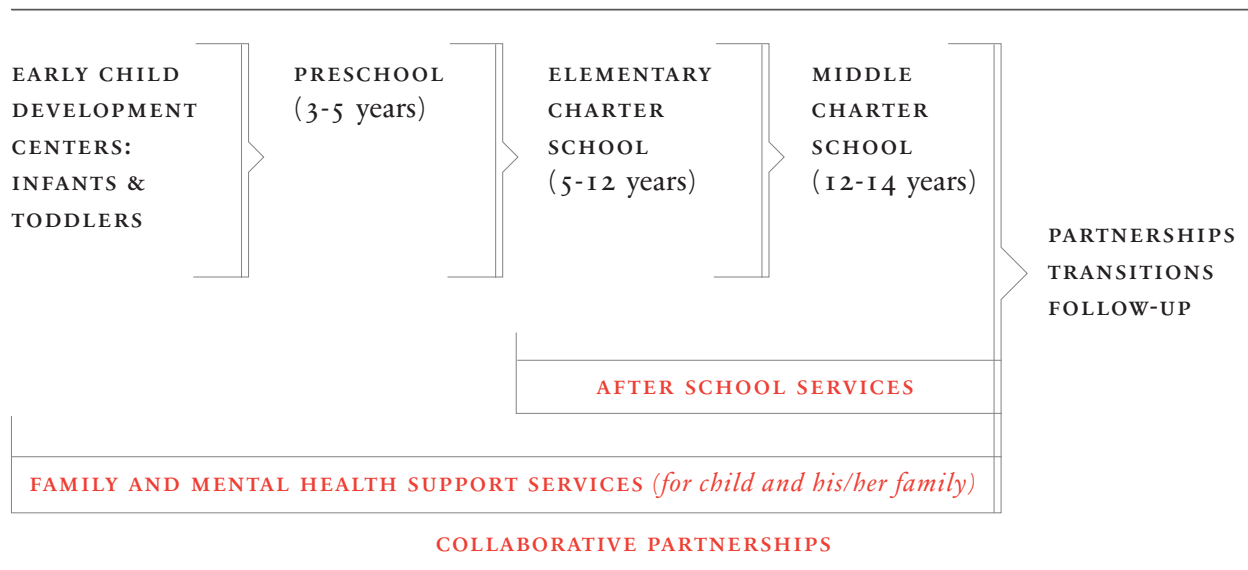 EARLY CHILD
DEVELOPMENT
CENTERS:
INFANTS &
TODDLERS
PRESCHOOL
(3-5 years)
ELEMENTARY
CHARTER
SCHOOL
(5-12 years)
MIDDLE
CHARTER
SCHOOL
(12-14 years)
PARTNERSHIPS
TRANSITIONS
FOLLOW-UP
AFTER SCHOOL SERVICES
FAMILY AND MENTAL HEALTH SUPPORT SERVICES (for child and his/her family)
COLLABORATIVE PARTNERSHIPS